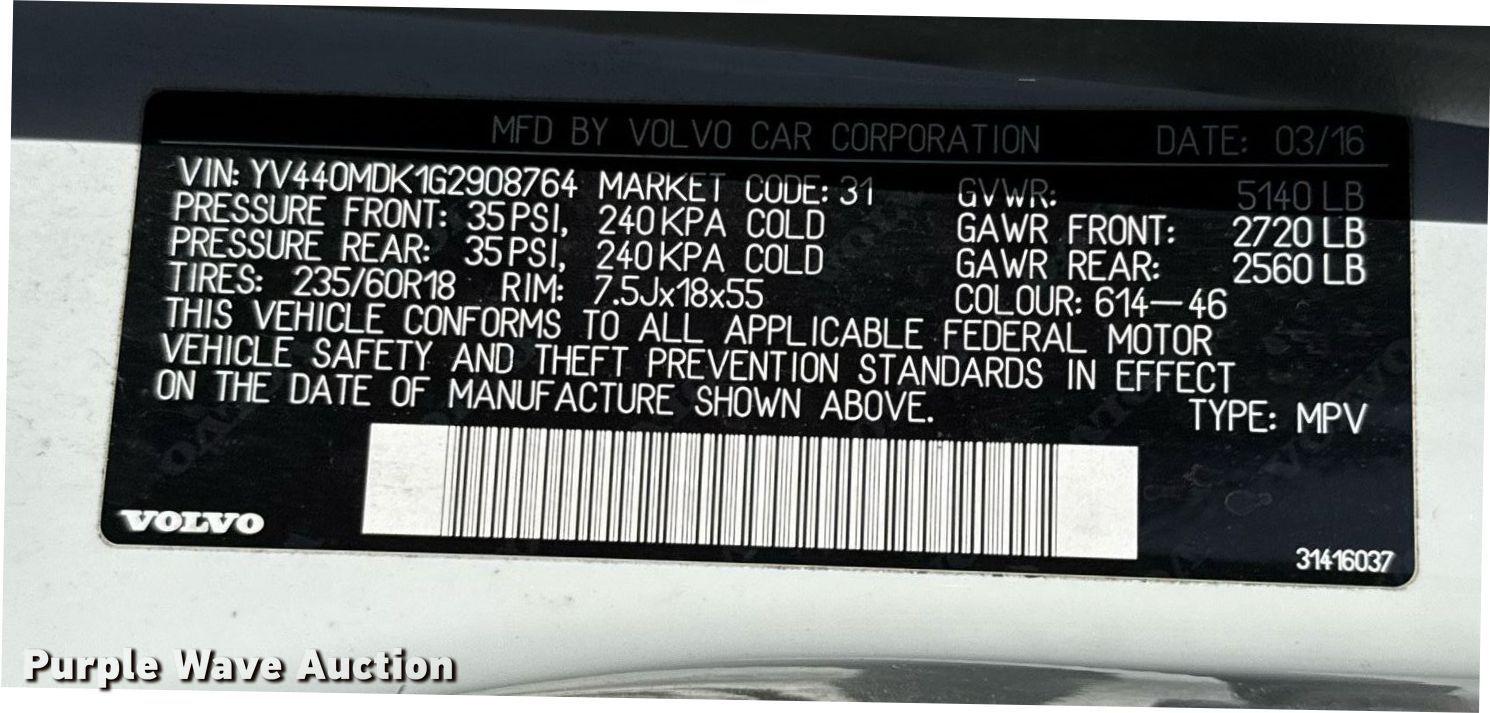 MFD BY VOLVO CAR CORPORATION DATE: 03/16
VIN: YV440MDK1G2908764 MARKET CODE: 31 GVWR: 5140 LB
PRESSURE FRONT: 35 PSI, 240 KPA COLD GAWR FRONT: 2720 LB
PRESSURE REAR: 35 PSI, 240 KPA COLD GAWR REAR: 2560 LB
TIRES: 235/60R18 RIM: 7.5Jx18x55 COLOUR: 614-46
THIS VEHICLE CONFORMS TO ALL APPLICABLE FEDERAL MOTOR
VEHICLE SAFETY AND THEFT PREVENTION STANDARDS IN EFFECT
ON THE DATE OF MANUFACTURE SHOWN ABOVE. TYPE: MPV
VOLVO
31416037
Purple Wave Auction